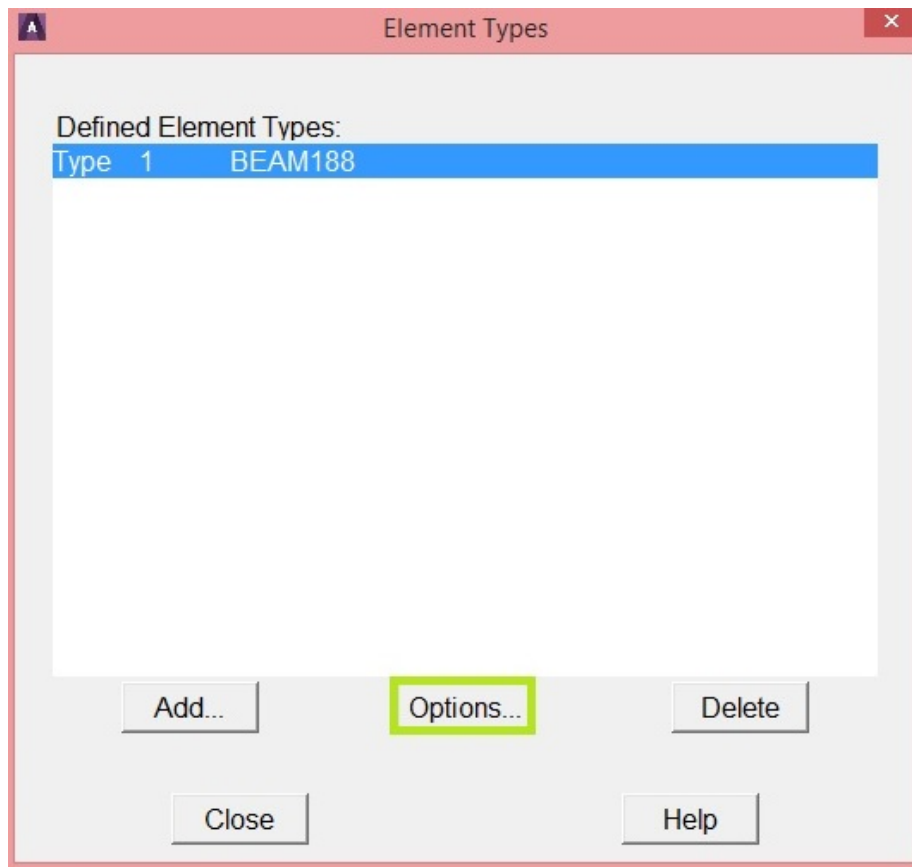 Element Types
Defined Element Types:
Type 1 BEAM188
Add... Options... Delete
Close Help